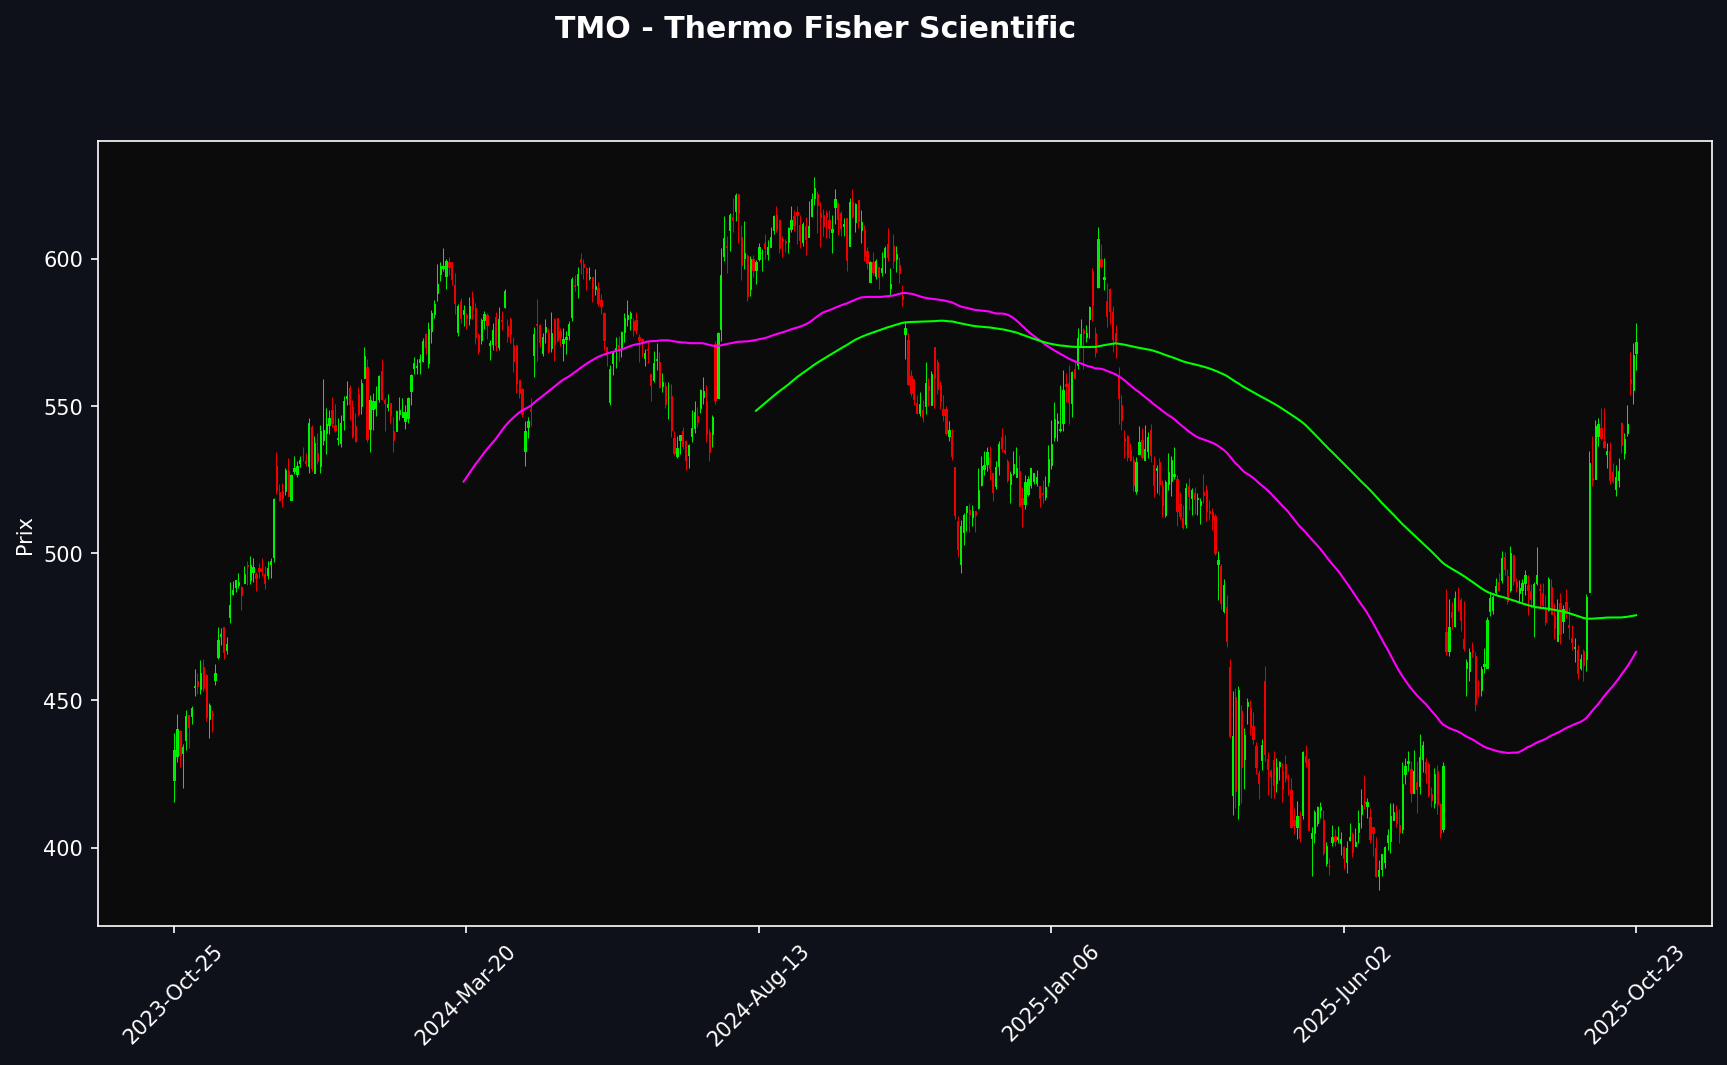 TMO - Thermo Fisher Scientific
Prix
600
550
500
450
400
2023-Oct-25
2024-Mar-20
2024-Aug-13
2025-Jan-06
2025-Jun-02
2025-Oct-23